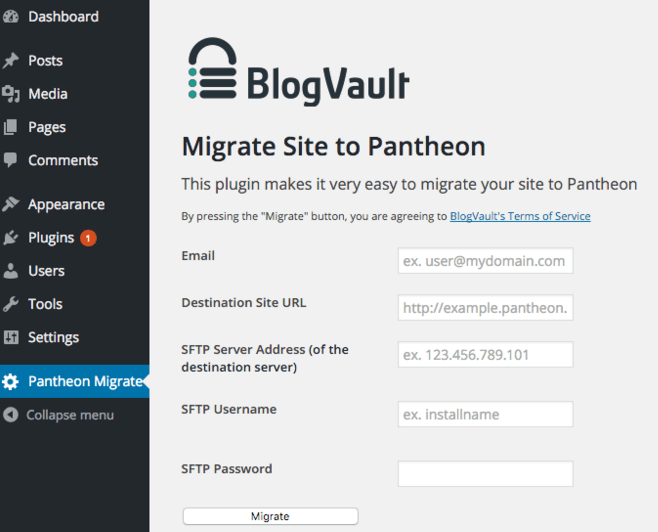 Dashboard
Posts
Media
Pages
Comments
Appearance
Plugins 1
Users
Tools
Settings
Pantheon Migrate
Collapse menu
BlogVault
Migrate Site to Pantheon
This plugin makes it very easy to migrate your site to Pantheon
By pressing the "Migrate" button, you are agreeing to BlogVault's Terms of Service
Email
ex. user@mydomain.com
Destination Site URL
http://example.pantheon.
SFTP Server Address (of the
destination server)
ex. 123.456.789.101
SFTP Username
ex. installname
SFTP Password
Migrate